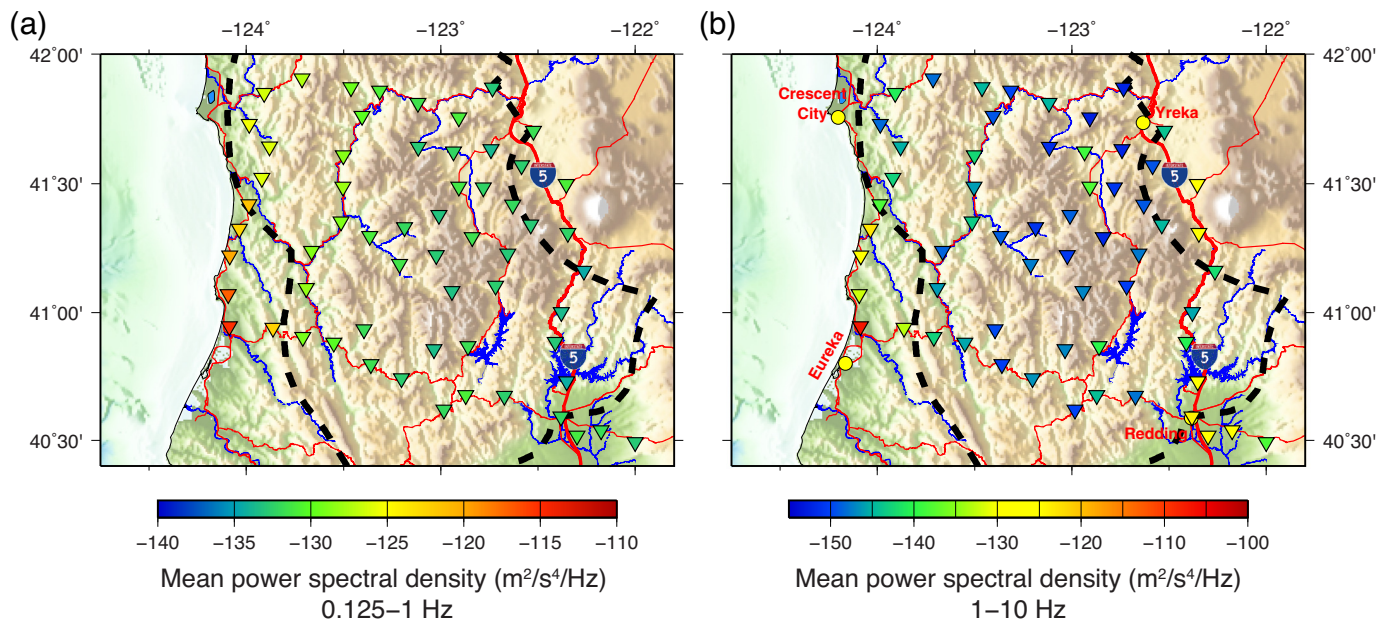 (a)
(b)
−124˚ −123˚ −122˚
−124˚ −123˚ −122˚
42˚00'
41˚30'
41˚00'
40˚30'
5
5
Crescent
City
Yreka
5
Eureka
5
Redding
42˚00'
41˚30'
41˚00'
40˚30'
−140 −135 −130 −125 −120 −115 −110
Mean power spectral density (m²/s⁴/Hz)
0.125−1 Hz
−150 −140 −130 −120 −110 −100
Mean power spectral density (m²/s⁴/Hz)
1−10 Hz